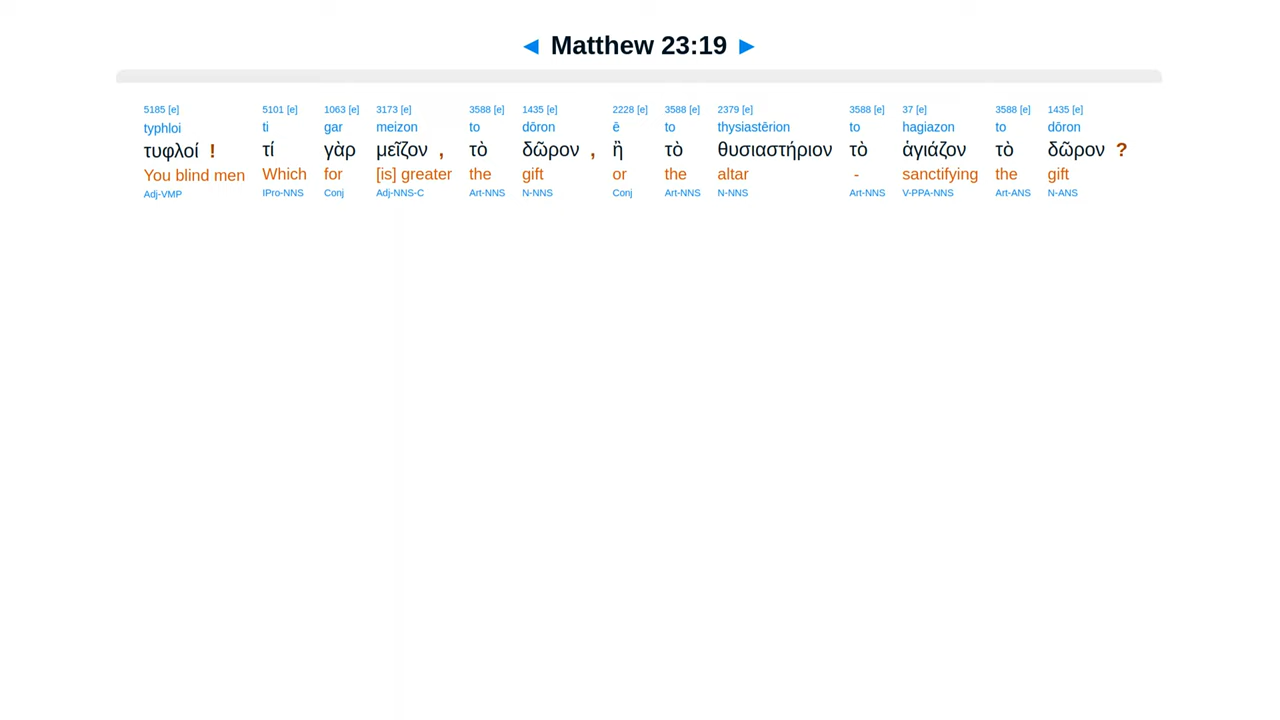 ◄ Matthew 23:19 ►
5185 [e] 5101 [e] 1063 [e] 3173 [e] 3588 [e] 1435 [e] 2228 [e] 3588 [e] 2379 [e] 3588 [e] 37 [e] 3588 [e] 1435 [e]
typhloi ti gar meizon to dōron ē to thysiastērion to hagiazon to dōron
τυφλοί ! τί γὰρ μεῖζον , τὸ δῶρον , ἢ τὸ θυσιαστήριον τὸ ἁγιάζον τὸ δῶρον ?
You blind men Which for [is] greater the gift or the altar - sanctifying the gift
Adj-VMP IPro-NNS Conj Adj-NNS-C Art-NNS N-NNS Conj Art-NNS N-NNS Art-NNS V-PPA-NNS Art-ANS N-ANS